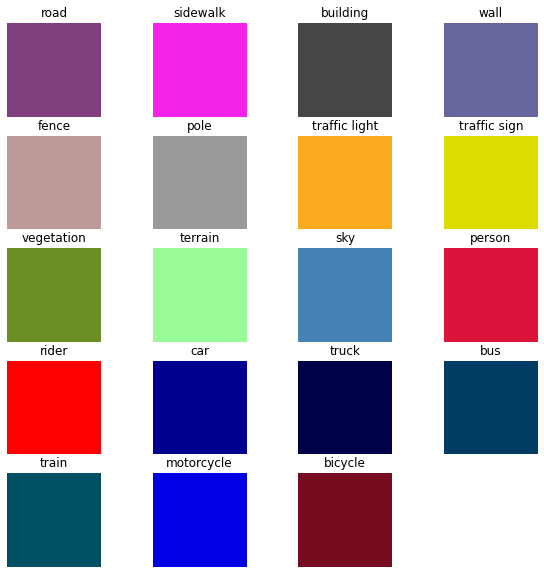 road sidewalk building wall
fence pole traffic light traffic sign
vegetation terrain sky person
rider car truck bus
train motorcycle bicycle